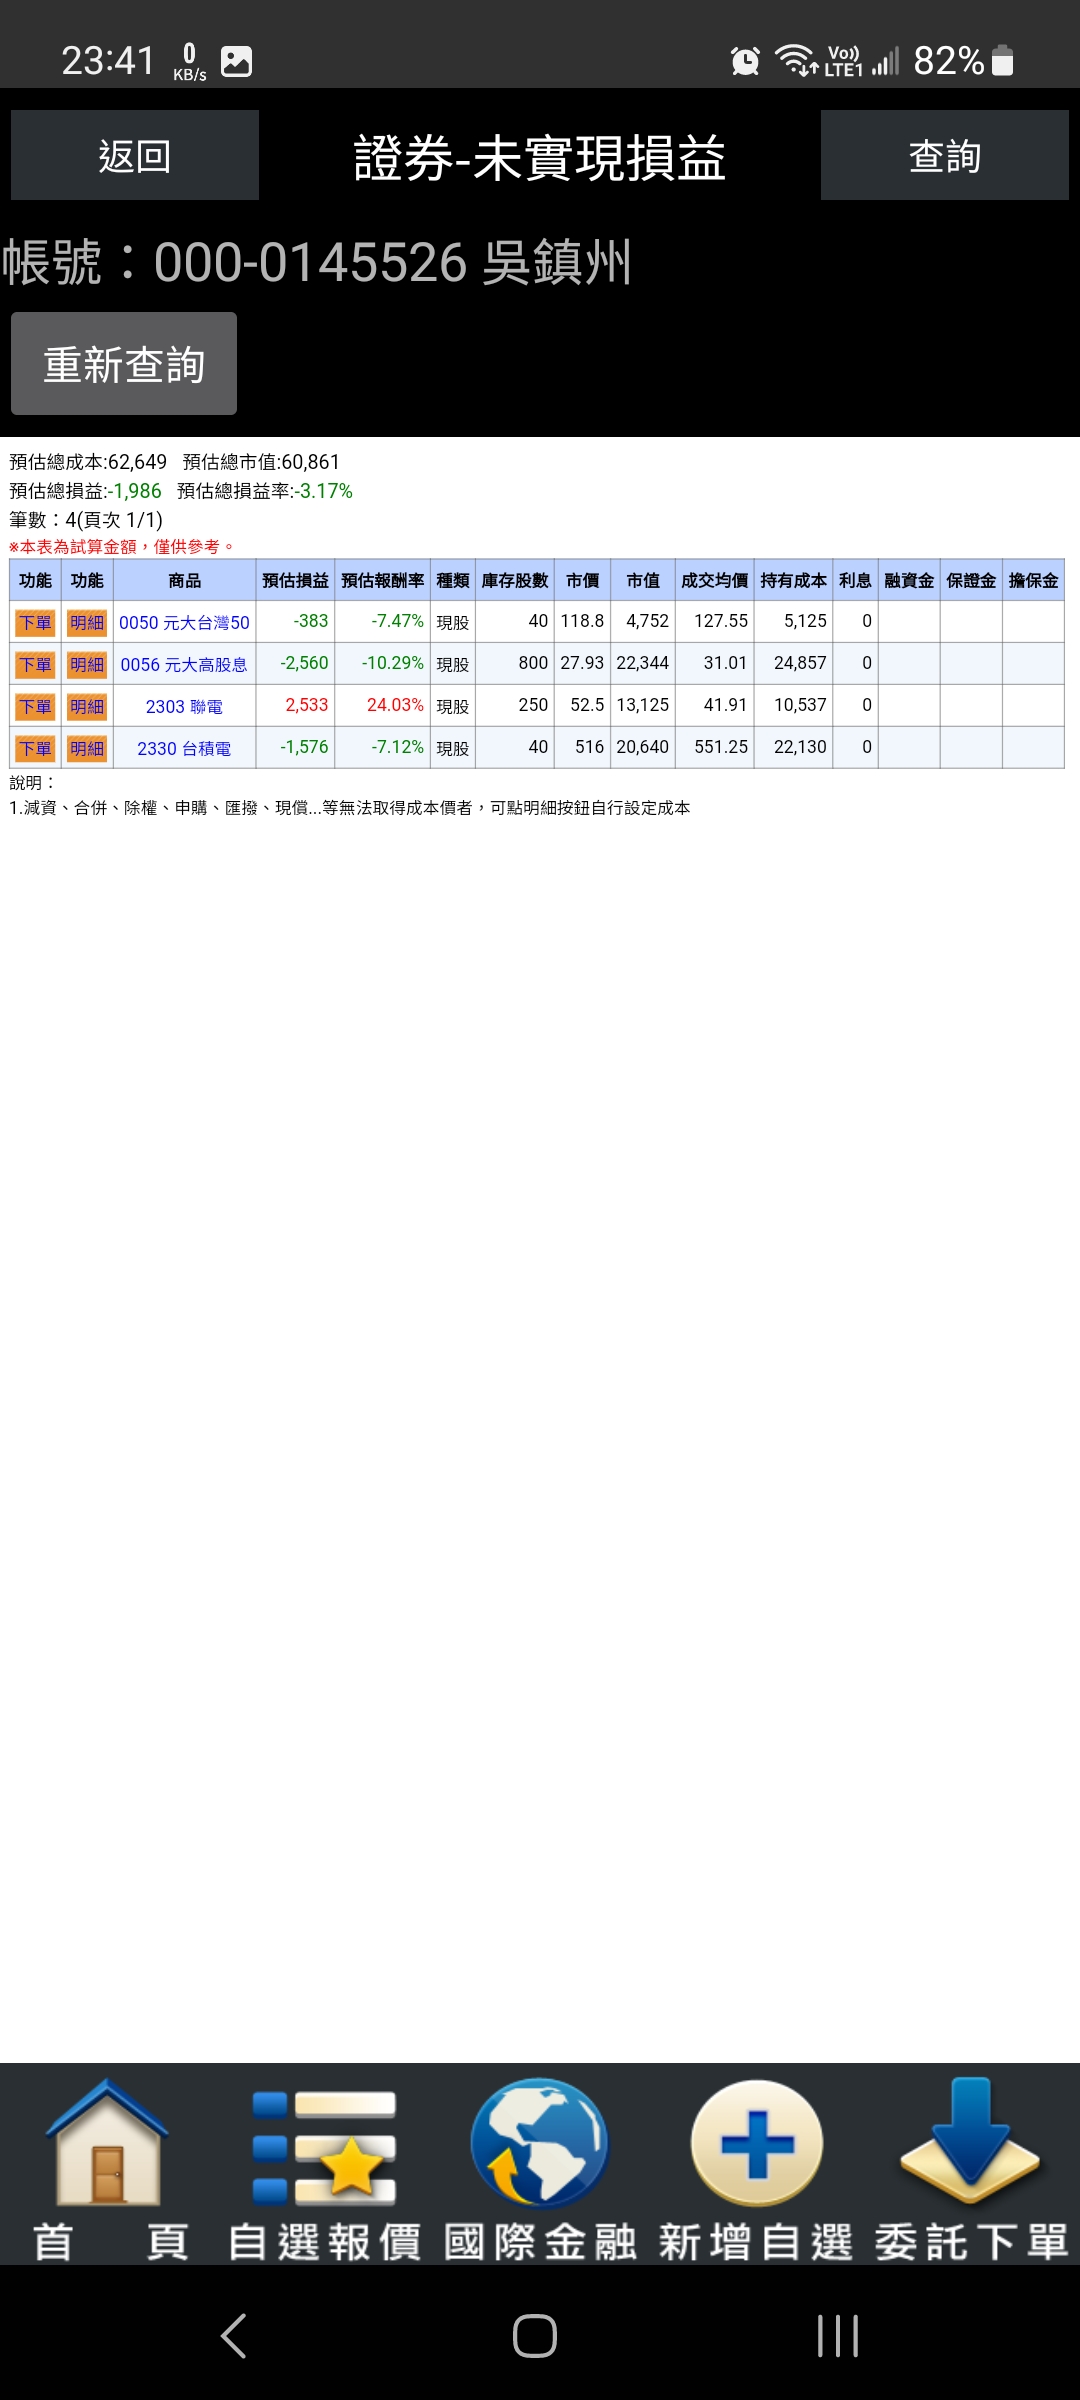 23:41 0 KB/s Vo)) LTE1 82%
返回 證券-未實現損益 查詢
帳號：000-0145526 吳鎮州
重新查詢
預估總成本:62,649 預估總市值:60,861
預估總損益:-1,986 預估總損益率:-3.17%
筆數：4(頁次 1/1)
※本表為試算金額，僅供參考。
功能 功能 商品 預估損益 預估報酬率 種類 庫存股數 市價 市值 成交均價 持有成本 利息 融資金 保證金 擔保金
下單 明細 0050 元大台灣50 -383 -7.47% 現股 40 118.8 4,752 127.55 5,125 0
下單 明細 0056 元大高股息 -2,560 -10.29% 現股 800 27.93 22,344 31.01 24,857 0
下單 明細 2303 聯電 2,533 24.03% 現股 250 52.5 13,125 41.91 10,537 0
下單 明細 2330 台積電 -1,576 -7.12% 現股 40 516 20,640 551.25 22,130 0
說明：
1.減資、合併、除權、申購、匯撥、現償...等無法取得成本價者，可點明細按鈕自行設定成本
首頁 自選報價 國際金融 新增自選 委託下單